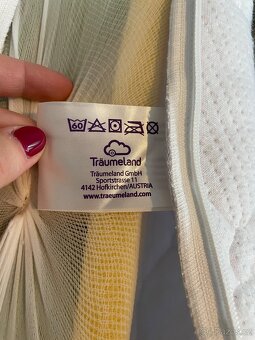 60
Träumeland
Träumeland GmbH
Sportstrasse 11
4142 Hofkirchen/AUSTRIA
www.traeumeland.com